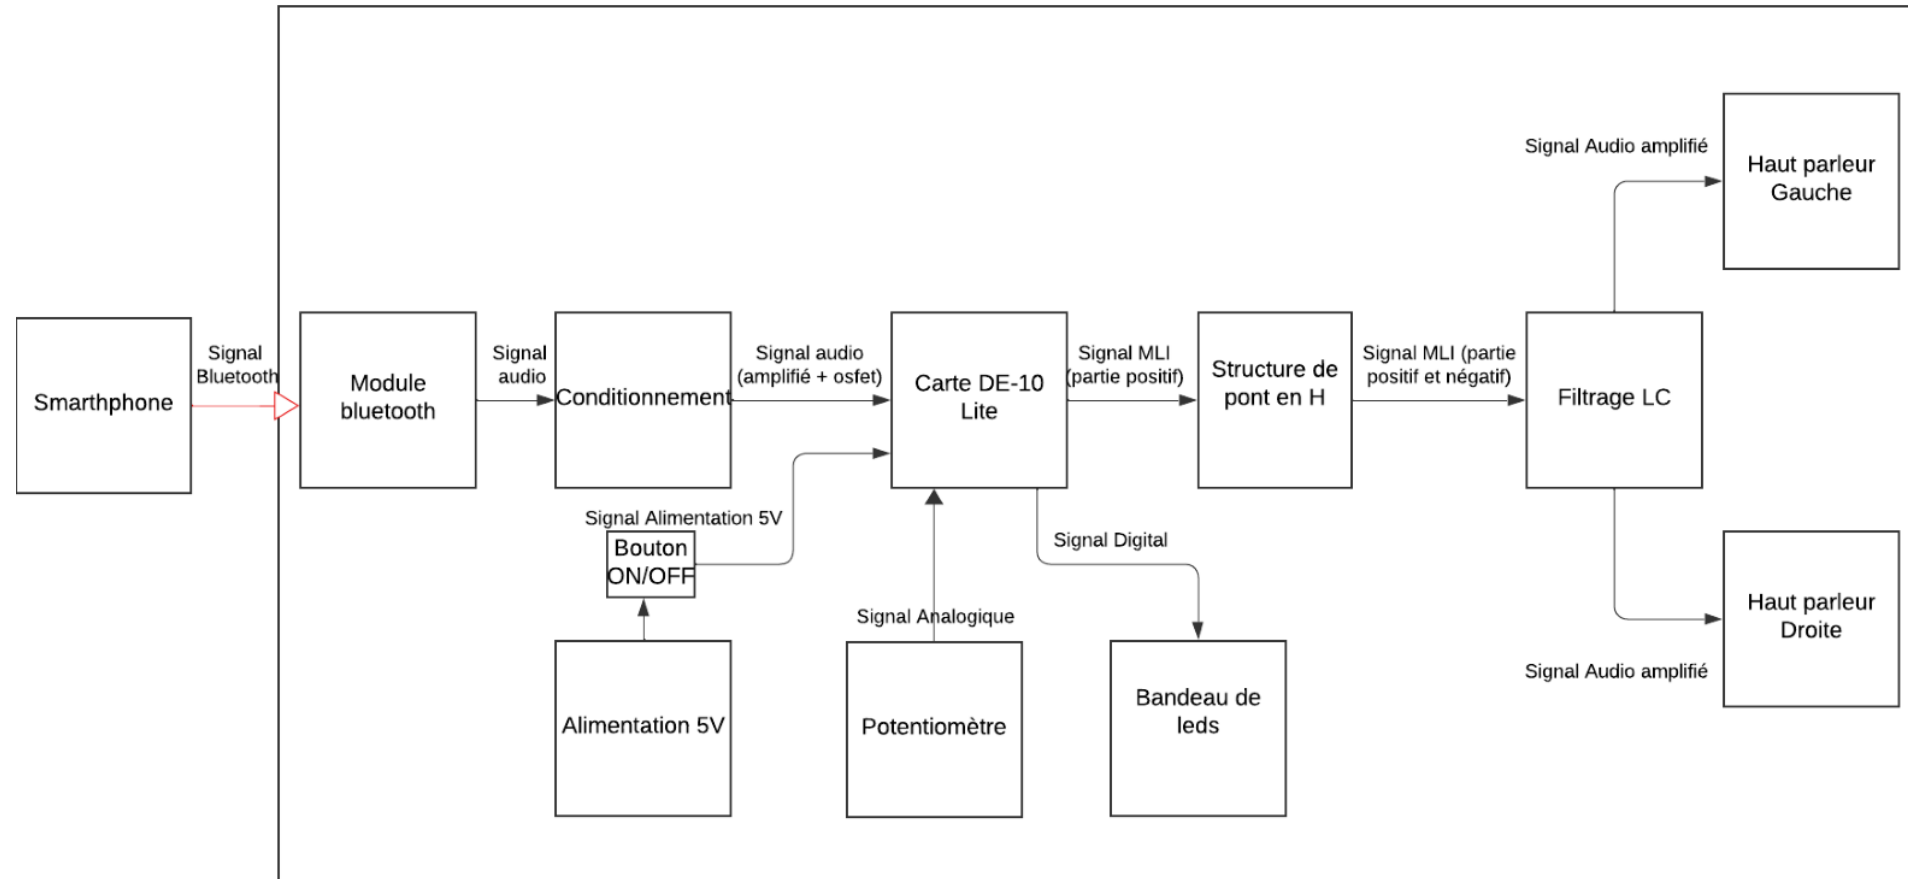 Smarthphone
Signal
Bluetooth
Module
bluetooth
Signal
audio
Conditionnement
Signal audio
(amplifié + osfet)
Carte DE-10
Lite
Signal MLI
(partie positif)
Structure de
pont en H
Signal MLI (partie
positif et négatif)
Filtrage LC
Signal Audio amplifié
Haut parleur
Gauche
Signal Alimentation 5V
Bouton
ON/OFF
Alimentation 5V
Signal Analogique
Potentiomètre
Signal Digital
Bandeau de
leds
Haut parleur
Droite
Signal Audio amplifié